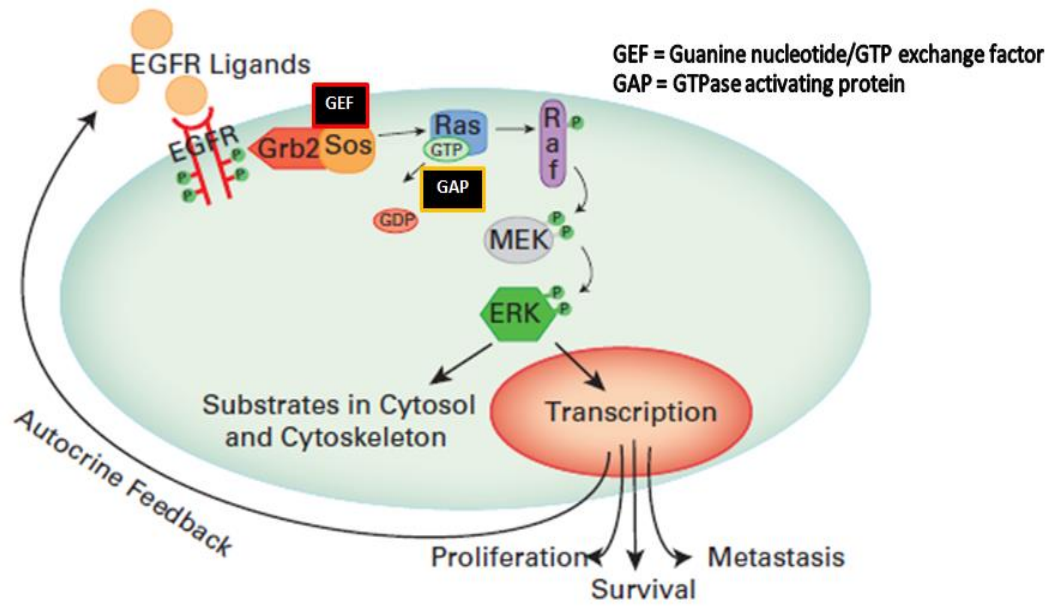 EGFR Ligands
GEF = Guanine nucleotide/GTP exchange factor
GAP = GTPase activating protein
GEF
EGFR
Grb2
Sos
Ras
GTP
GAP
GDP
R
a
f
P
P
P
P
P
MEK
P
P
ERK
P
P
Substrates in Cytosol
and Cytoskeleton
Transcription
Autocrine Feedback
Proliferation
Survival
Metastasis